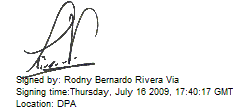 Signed by: Rodny Bernardo Rivera Via
Signing time:Thursday, July 16 2009, 17:40:17 GMT
Location: DPA